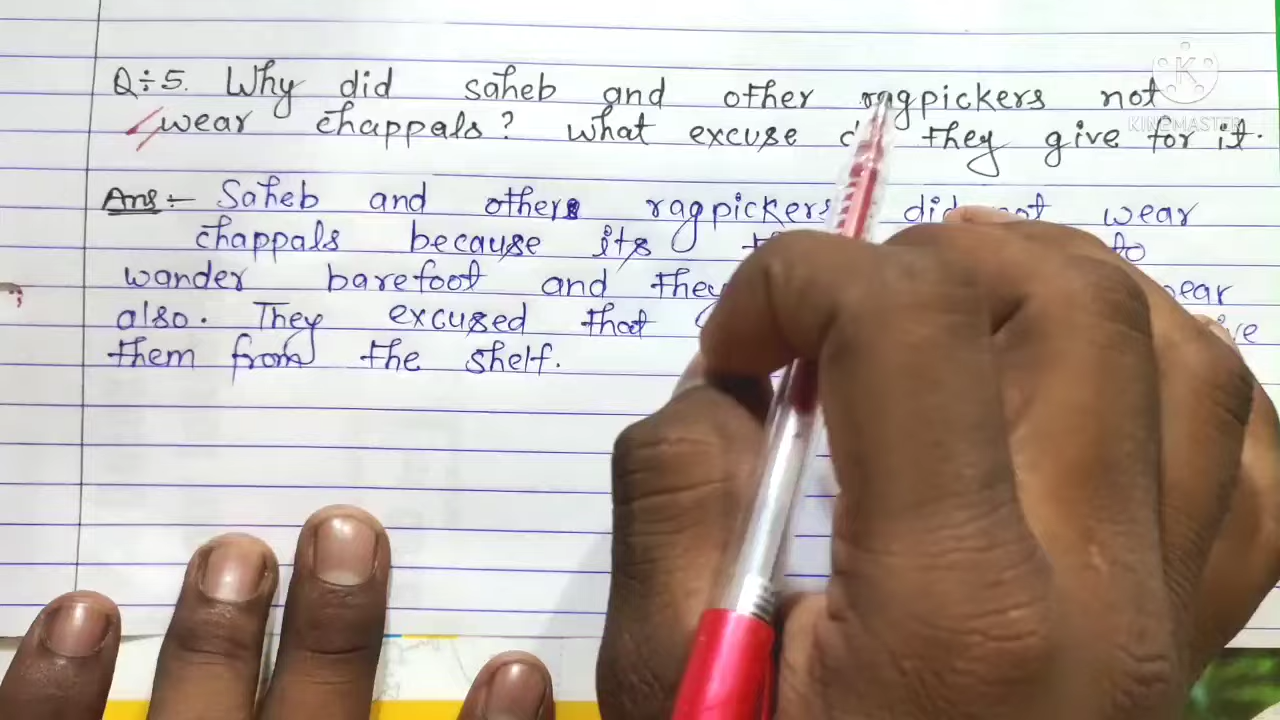 Q÷5. Why did saheb and other ragpickers not
wear chappals? What excuse they give for it.
Ans:- Saheb and others ragpickers did not wear
chappals because its to
wander barefoot and they wear
also. They excused that
them from the shelf.
KINEMASTER